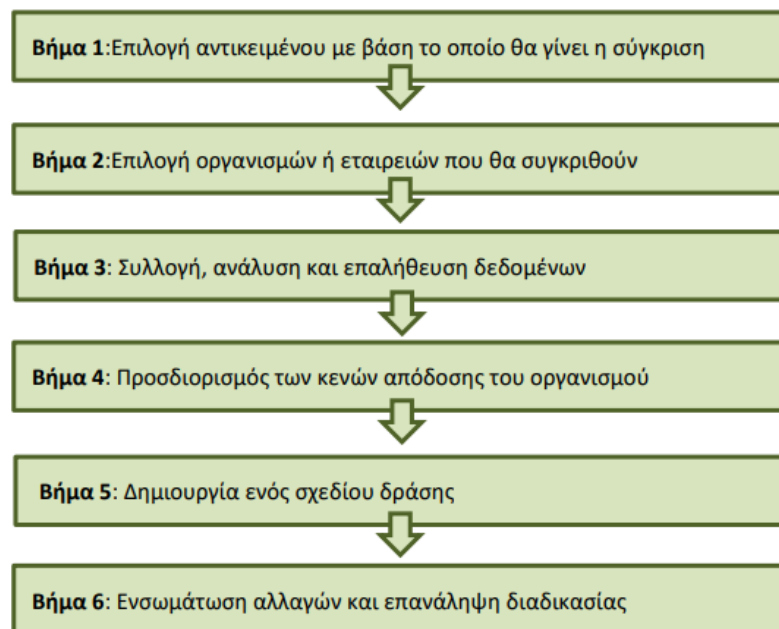 Βήμα 1:Επιλογή αντικειμένου με βάση το οποίο θα γίνει η σύγκριση
Βήμα 2:Επιλογή οργανισμών ή εταιρειών που θα συγκριθούν
Βήμα 3: Συλλογή, ανάλυση και επαλήθευση δεδομένων
Βήμα 4: Προσδιορισμός των κενών απόδοσης του οργανισμού
Βήμα 5: Δημιουργία ενός σχεδίου δράσης
Βήμα 6: Ενσωμάτωση αλλαγών και επανάληψη διαδικασίας